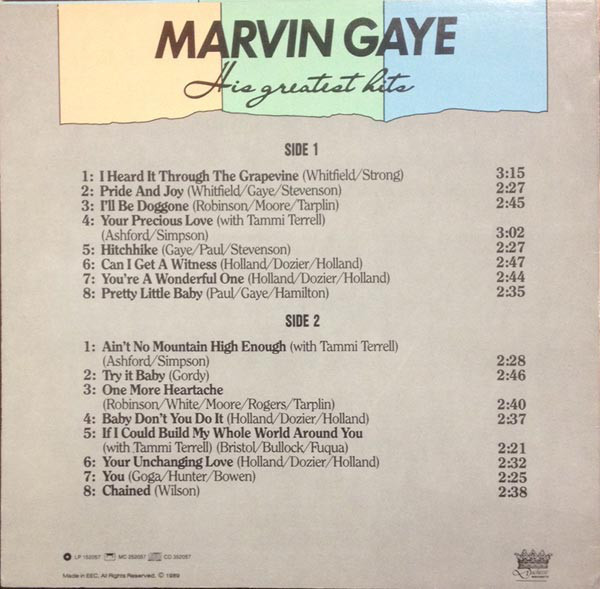 MARVIN GAYE
His greatest hits
SIDE 1
1: I Heard It Through The Grapevine (Whitfield/Strong) 3:15
2: Pride And Joy (Whitfield/Gaye/Stevenson) 2:27
3: I'll Be Doggone (Robinson/Moore/Tarplin) 2:45
4: Your Precious Love (with Tammi Terrell)
(Ashford/Simpson) 3:02
5: Hitchhike (Gaye/Paul/Stevenson) 2:27
6: Can I Get A Witness (Holland/Dozier/Holland) 2:47
7: You're A Wonderful One (Holland/Dozier/Holland) 2:44
8: Pretty Little Baby (Paul/Gaye/Hamilton) 2:35
SIDE 2
1: Ain't No Mountain High Enough (with Tammi Terrell)
(Ashford/Simpson) 2:28
2: Try it Baby (Gordy) 2:46
3: One More Heartache
(Robinson/White/Moore/Rogers/Tarplin) 2:40
4: Baby Don't You Do It (Holland/Dozier/Holland) 2:37
5: If I Could Build My Whole World Around You
(with Tammi Terrell) (Bristol/Bullock/Fuqua) 2:21
6: Your Unchanging Love (Holland/Dozier/Holland) 2:32
7: You (Goga/Hunter/Bowen) 2:25
8: Chained (Wilson) 2:38
LP 152057 MC 252057 CD 352057
Made in EEC, All Rights Reserved, © 1989